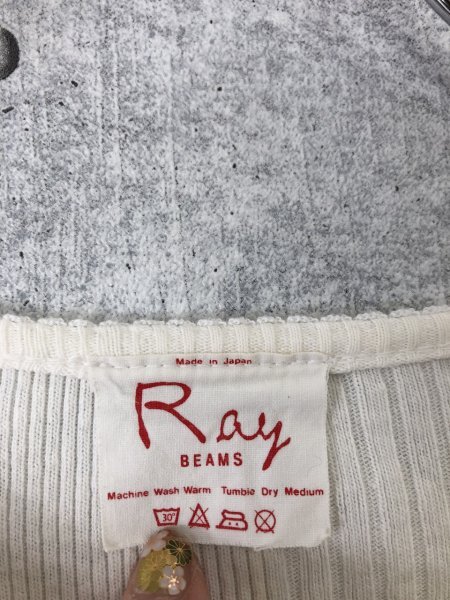 Made in Japan
Ray
BEAMS
Machine Wash Warm Tumble Dry Medium
30°